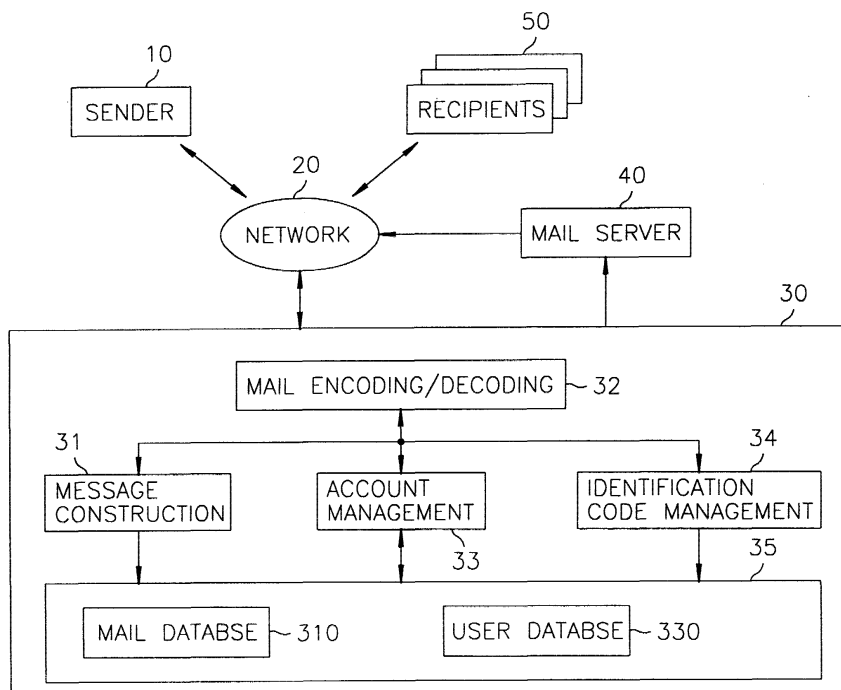 50
10
SENDER
RECIPIENTS
20
40
NETWORK
MAIL SERVER
30
MAIL ENCODING/DECODING
32
31
34
MESSAGE
CONSTRUCTION
ACCOUNT
MANAGEMENT
IDENTIFICATION
CODE MANAGEMENT
33
35
MAIL DATABSE
310
USER DATABSE
330